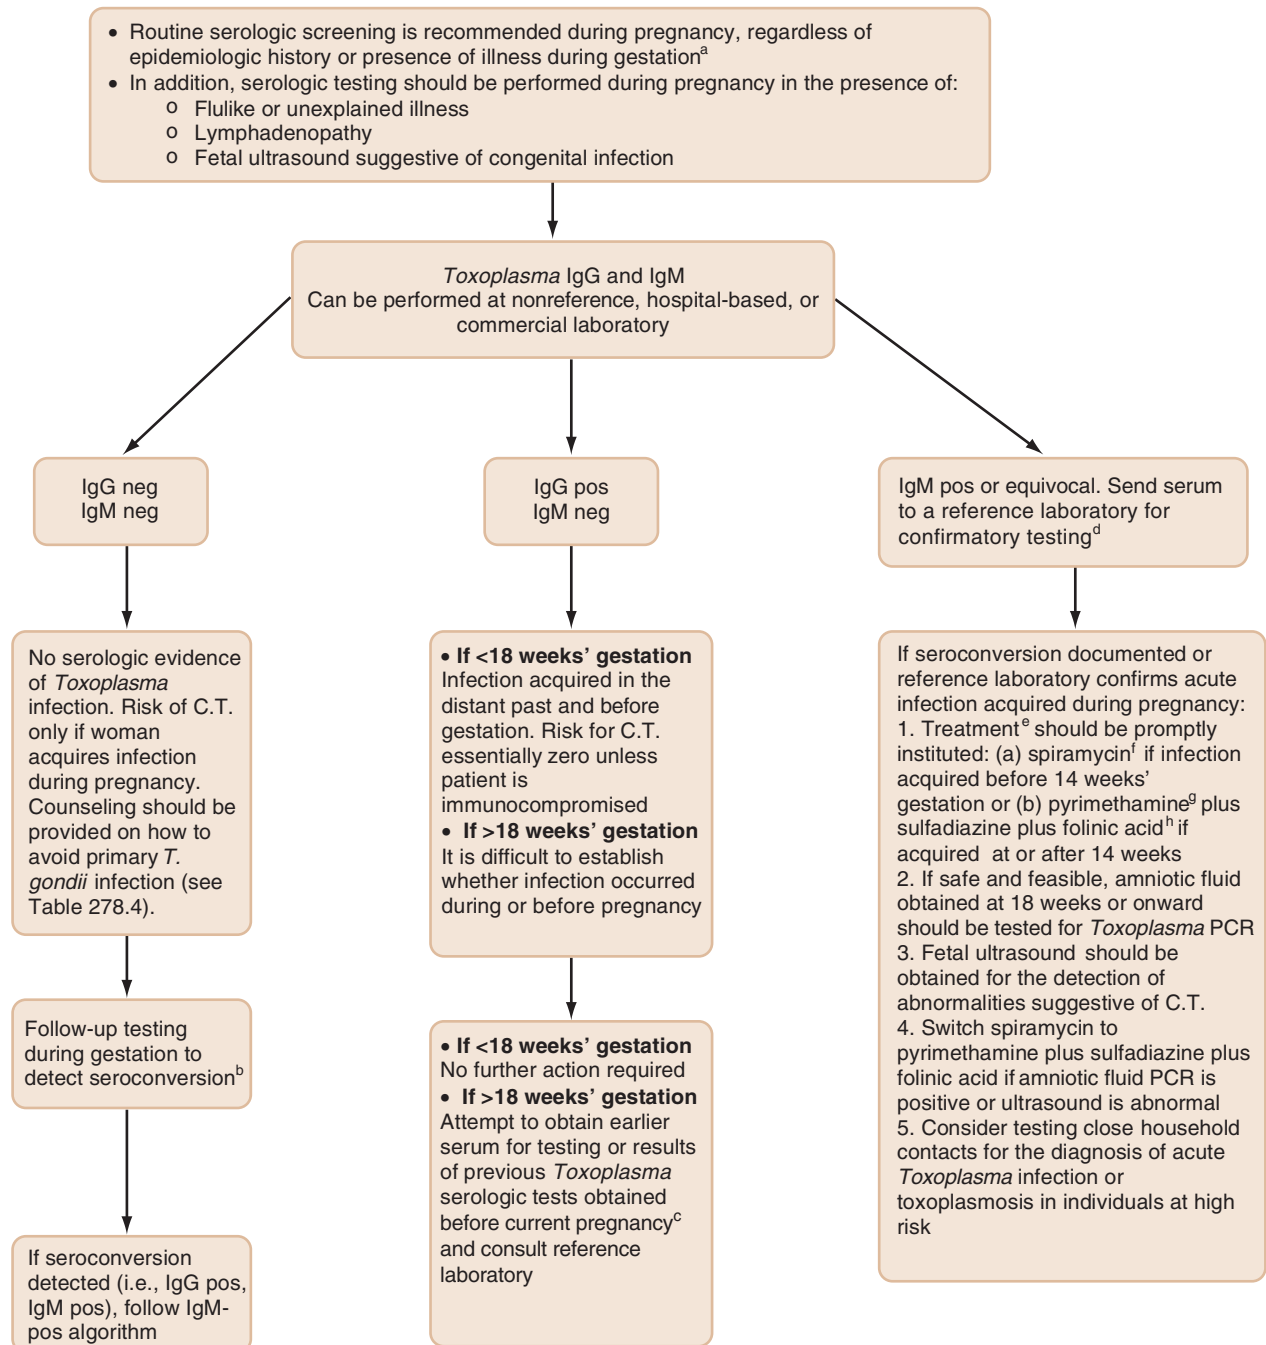 • Routine serologic screening is recommended during pregnancy, regardless of
epidemiologic history or presence of illness during gestationa
• In addition, serologic testing should be performed during pregnancy in the presence of:
o Flulike or unexplained illness
o Lymphadenopathy
o Fetal ultrasound suggestive of congenital infection
Toxoplasma IgG and IgM
Can be performed at nonreference, hospital-based, or
commercial laboratory
IgG neg
IgM neg
No serologic evidence
of Toxoplasma
infection. Risk of C.T.
only if woman
acquires infection
during pregnancy.
Counseling should be
provided on how to
avoid primary T.
gondii infection (see
Table 278.4).
Follow-up testing
during gestation to
detect seroconversionb
If seroconversion
detected (i.e., IgG pos,
IgM pos), follow IgM-
pos algorithm
IgG pos
IgM neg
• If <18 weeks’ gestation
Infection acquired in the
distant past and before
gestation. Risk for C.T.
essentially zero unless
patient is
immunocompromised
• If >18 weeks’ gestation
It is difficult to establish
whether infection occurred
during or before pregnancy
• If <18 weeks’ gestation
No further action required
• If >18 weeks’ gestation
Attempt to obtain earlier
serum for testing or results
of previous Toxoplasma
serologic tests obtained
before current pregnancyc
and consult reference
laboratory
IgM pos or equivocal. Send serum
to a reference laboratory for
confirmatory testingd
If seroconversion documented or
reference laboratory confirms acute
infection acquired during pregnancy:
1. Treatmente should be promptly
instituted: (a) spiramycinf if infection
acquired before 14 weeks’
gestation or (b) pyrimethamineg plus
sulfadiazine plus folinic acidh if
acquired at or after 14 weeks
2. If safe and feasible, amniotic fluid
obtained at 18 weeks or onward
should be tested for Toxoplasma PCR
3. Fetal ultrasound should be
obtained for the detection of
abnormalities suggestive of C.T.
4. Switch spiramycin to
pyrimethamine plus sulfadiazine plus
folinic acid if amniotic fluid PCR is
positive or ultrasound is abnormal
5. Consider testing close household
contacts for the diagnosis of acute
Toxoplasma infection or
toxoplasmosis in individuals at high
risk